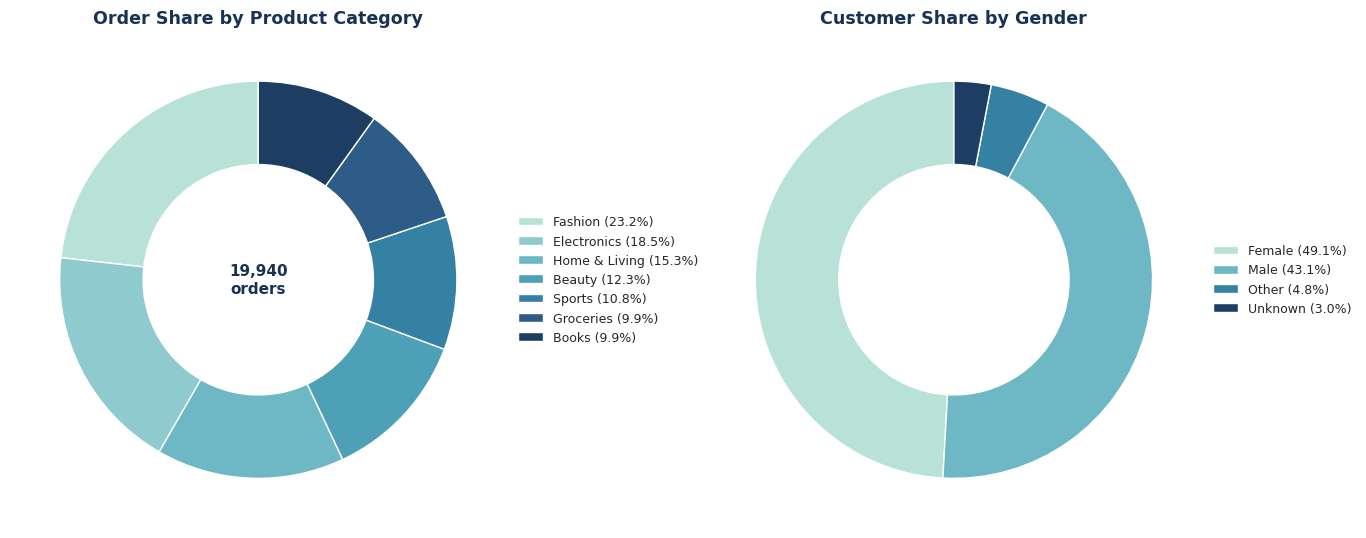 Order Share by Product Category
19,940
orders
Fashion (23.2%)
Electronics (18.5%)
Home & Living (15.3%)
Beauty (12.3%)
Sports (10.8%)
Groceries (9.9%)
Books (9.9%)
Customer Share by Gender
Female (49.1%)
Male (43.1%)
Other (4.8%)
Unknown (3.0%)